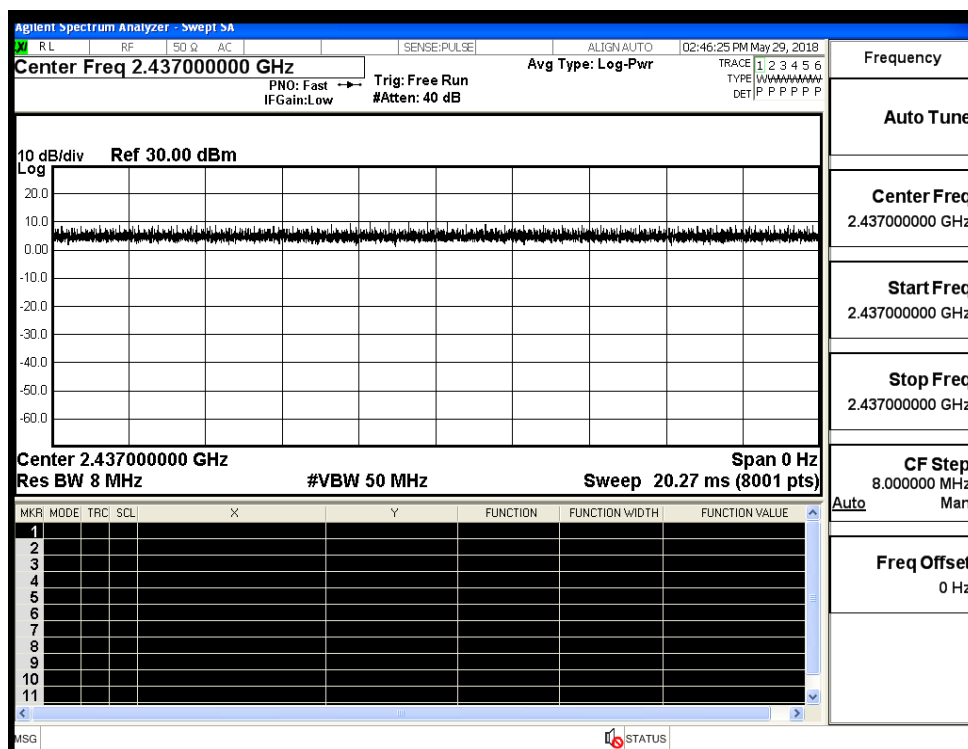 Agilent Spectrum Analyzer - Swept SA
RL RF 50 Ω AC SENSE:PULSE ALIGN AUTO 02:46:25 PM May 29, 2018
Center Freq 2.437000000 GHz
PNO: Fast
IFGain:Low
Trig: Free Run
#Atten: 40 dB
Avg Type: Log-Pwr
TRACE 1 2 3 4 5 6
TYPE WWWWWW
DET P P P P P P
10 dB/div Ref 30.00 dBm
Log
20.0
10.0
0.00
-10.0
-20.0
-30.0
-40.0
-50.0
-60.0
Center 2.437000000 GHz Span 0 Hz
Res BW 8 MHz #VBW 50 MHz Sweep 20.27 ms (8001 pts)
MKR MODE TRC SCL X Y FUNCTION FUNCTION WIDTH FUNCTION VALUE
1
2
3
4
5
6
7
8
9
10
11
MSG STATUS
Frequency
Auto Tune
Center Freq
2.437000000 GHz
Start Freq
2.437000000 GHz
Stop Freq
2.437000000 GHz
CF Step
8.000000 MHz
Auto Man
Freq Offset
0 Hz